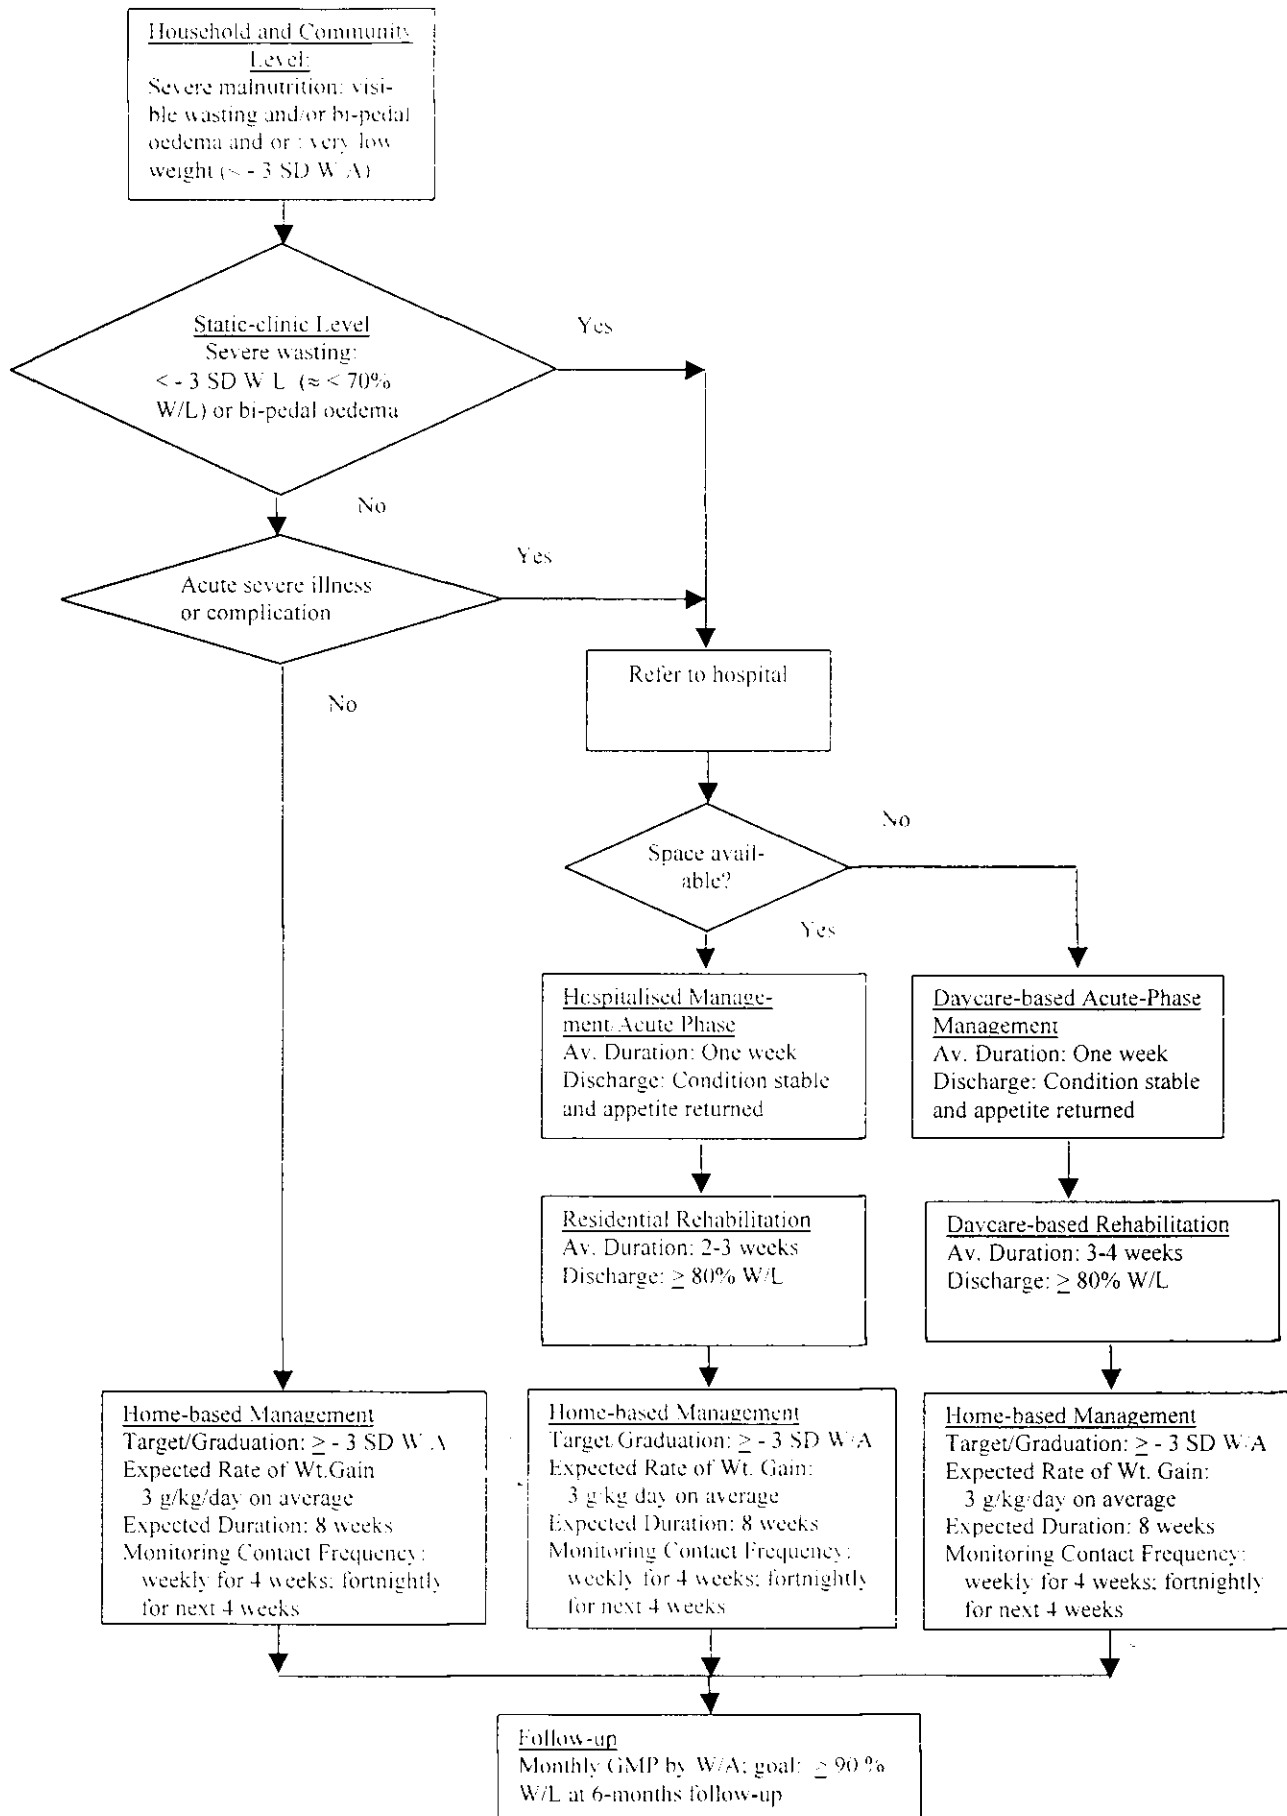 Household and Community
Level:
Severe malnutrition: visi-
ble wasting and/or bi-pedal
oedema and or : very low
weight (< - 3 SD W A)
Static-clinic Level
Severe wasting:
< - 3 SD W L (≈ < 70%
W/L) or bi-pedal oedema
Yes
No
Acute severe illness
or complication
Yes
No
Refer to hospital
Space avail-
able?
No
Yes
Hospitalised Manage-
ment/Acute Phase
Av. Duration: One week
Discharge: Condition stable
and appetite returned
Daycare-based Acute-Phase
Management
Av. Duration: One week
Discharge: Condition stable
and appetite returned
Residential Rehabilitation
Av. Duration: 2-3 weeks
Discharge: ≥ 80% W/L
Daycare-based Rehabilitation
Av. Duration: 3-4 weeks
Discharge: ≥ 80% W/L
Home-based Management
Target/Graduation: ≥ - 3 SD W A
Expected Rate of Wt.Gain
3 g/kg/day on average
Expected Duration: 8 weeks
Monitoring Contact Frequency:
weekly for 4 weeks; fortnightly
for next 4 weeks
Home-based Management
Target/Graduation: ≥ - 3 SD W/A
Expected Rate of Wt. Gain:
3 g/kg day on average
Expected Duration: 8 weeks
Monitoring Contact Frequency:
weekly for 4 weeks; fortnightly
for next 4 weeks
Home-based Management
Target/Graduation: ≥ - 3 SD W/A
Expected Rate of Wt. Gain:
3 g/kg/day on average
Expected Duration: 8 weeks
Monitoring Contact Frequency:
weekly for 4 weeks; fortnightly
for next 4 weeks
Follow-up
Monthly GMP by W/A; goal: ≥ 90 %
W/L at 6-months follow-up